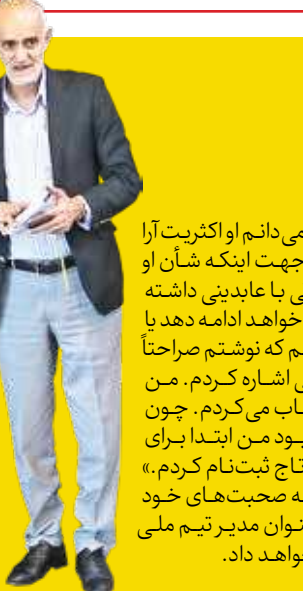 می‌دانم او اکثریت آرا
جهت اینکه شأن او
ی با عابدینی داشته
خواهد ادامه دهد یا
م که نوشتم صراحتاً
ی اشاره کردم. من
اب می‌کردم. چون
ود من ابتدا برای
تاج ثبت‌نام کردم.»
ه صحبت‌های خود
نوان مدیر تیم ملی
واهد داد.